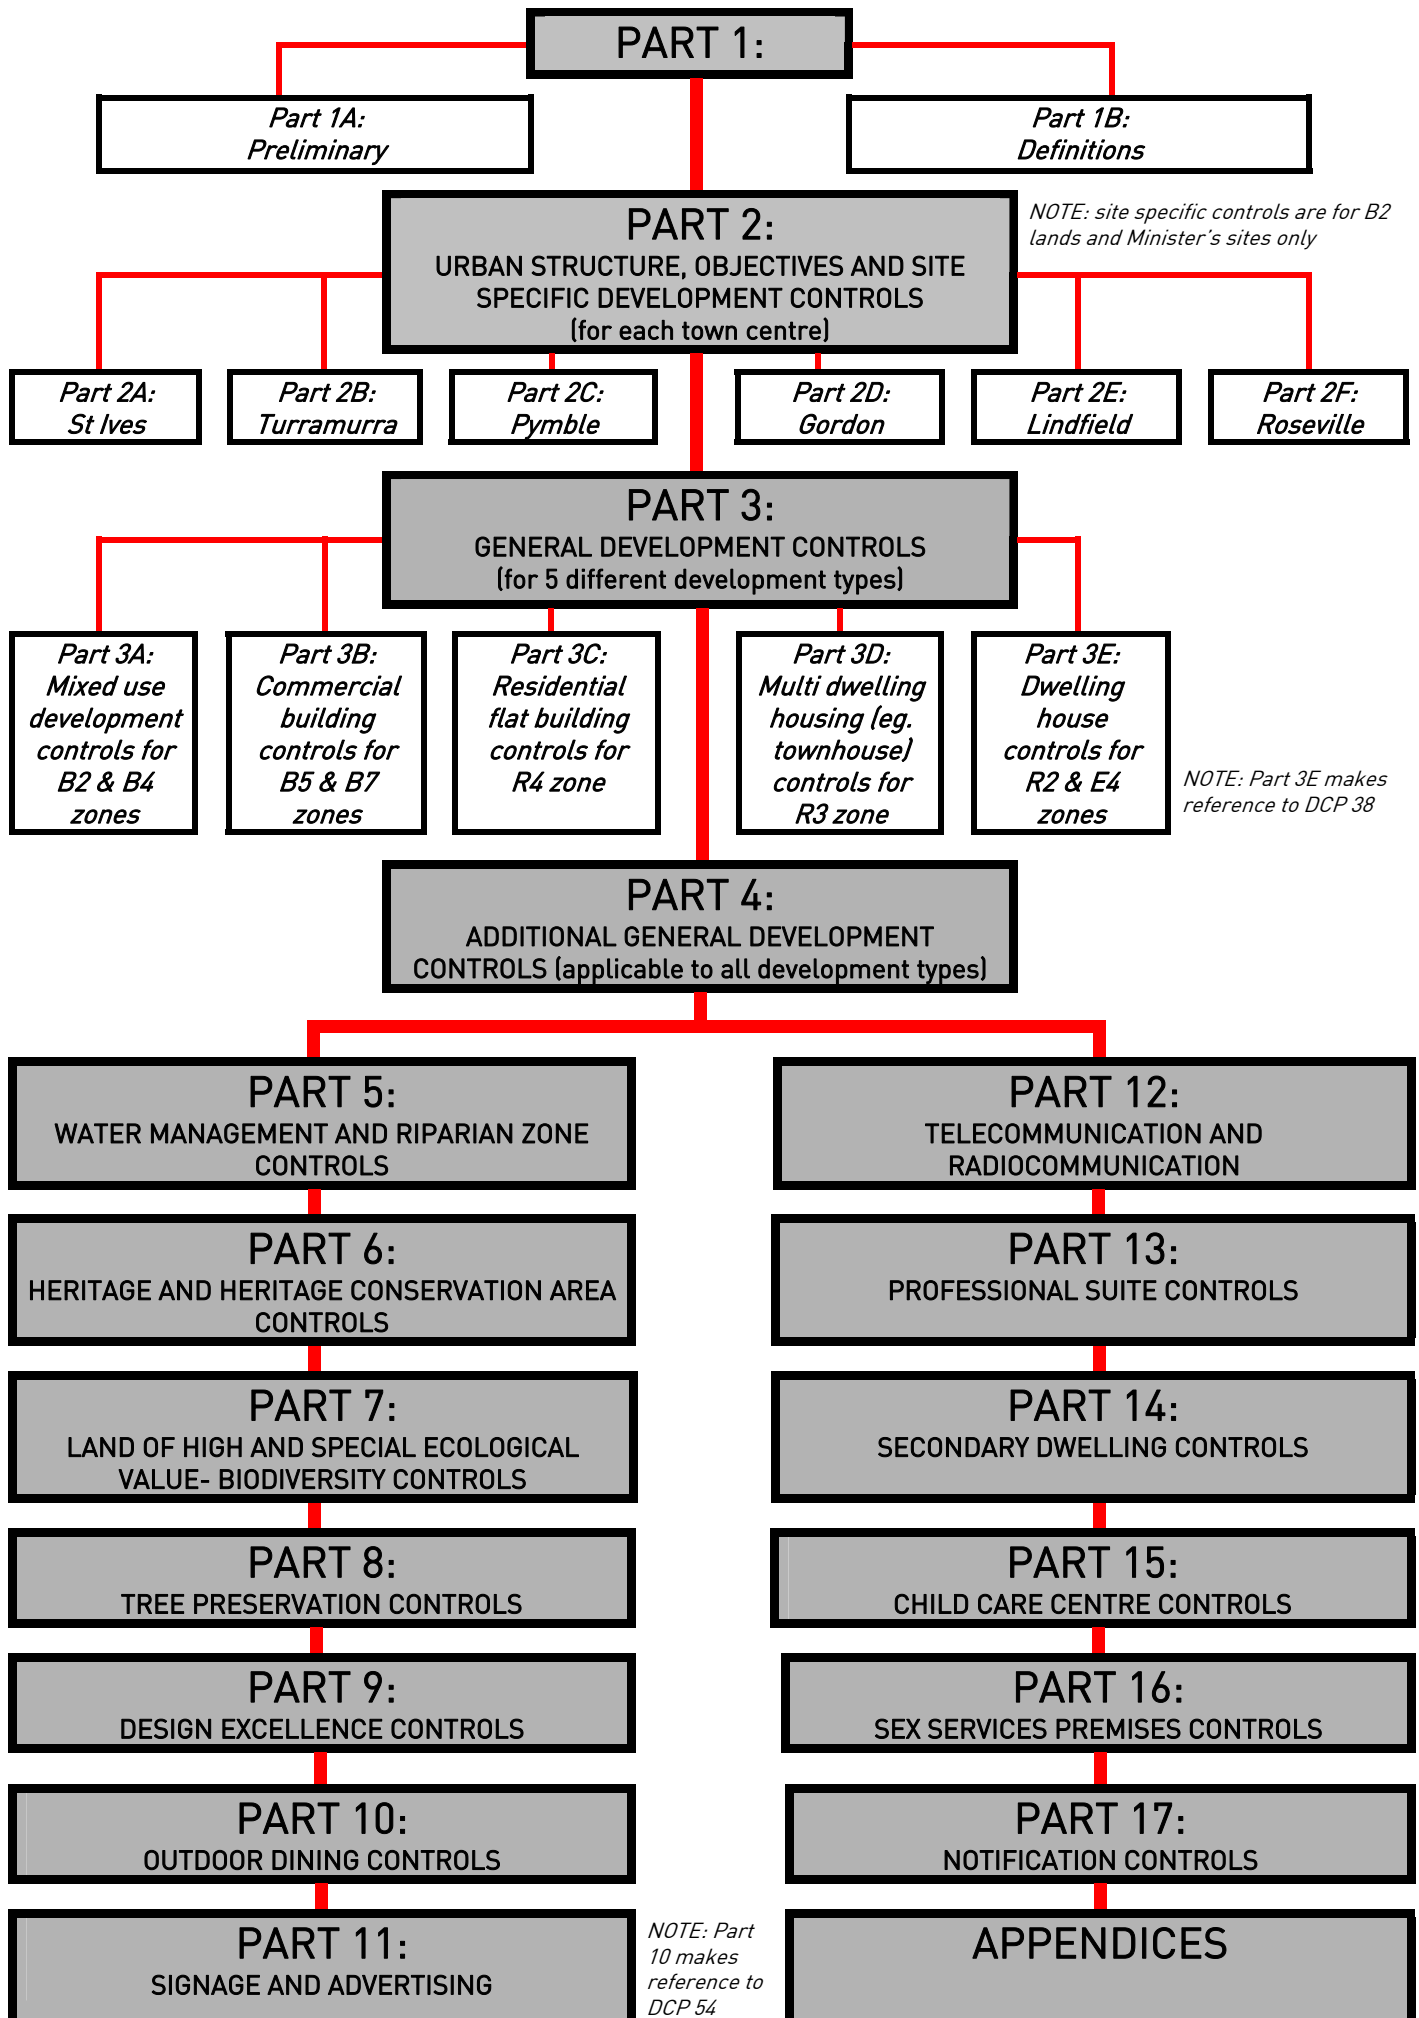 PART 1:
Part 1A:
Preliminary
Part 1B:
Definitions
PART 2:
URBAN STRUCTURE, OBJECTIVES AND SITE
SPECIFIC DEVELOPMENT CONTROLS
(for each town centre)
NOTE: site specific controls are for B2
lands and Minister's sites only
Part 2A:
St Ives
Part 2B:
Turramurra
Part 2C:
Pymble
Part 2D:
Gordon
Part 2E:
Lindfield
Part 2F:
Roseville
PART 3:
GENERAL DEVELOPMENT CONTROLS
(for 5 different development types)
Part 3A:
Mixed use
development
controls for
B2 & B4
zones
Part 3B:
Commercial
building
controls for
B5 & B7
zones
Part 3C:
Residential
flat building
controls for
R4 zone
Part 3D:
Multi dwelling
housing (eg.
townhouse)
controls for
R3 zone
Part 3E:
Dwelling
house
controls for
R2 & E4
zones
NOTE: Part 3E makes
reference to DCP 38
PART 4:
ADDITIONAL GENERAL DEVELOPMENT
CONTROLS (applicable to all development types)
PART 5:
WATER MANAGEMENT AND RIPARIAN ZONE
CONTROLS
PART 6:
HERITAGE AND HERITAGE CONSERVATION AREA
CONTROLS
PART 7:
LAND OF HIGH AND SPECIAL ECOLOGICAL
VALUE- BIODIVERSITY CONTROLS
PART 8:
TREE PRESERVATION CONTROLS
PART 9:
DESIGN EXCELLENCE CONTROLS
PART 10:
OUTDOOR DINING CONTROLS
PART 11:
SIGNAGE AND ADVERTISING
NOTE: Part
10 makes
reference to
DCP 54
PART 12:
TELECOMMUNICATION AND
RADIOCOMMUNICATION
PART 13:
PROFESSIONAL SUITE CONTROLS
PART 14:
SECONDARY DWELLING CONTROLS
PART 15:
CHILD CARE CENTRE CONTROLS
PART 16:
SEX SERVICES PREMISES CONTROLS
PART 17:
NOTIFICATION CONTROLS
APPENDICES